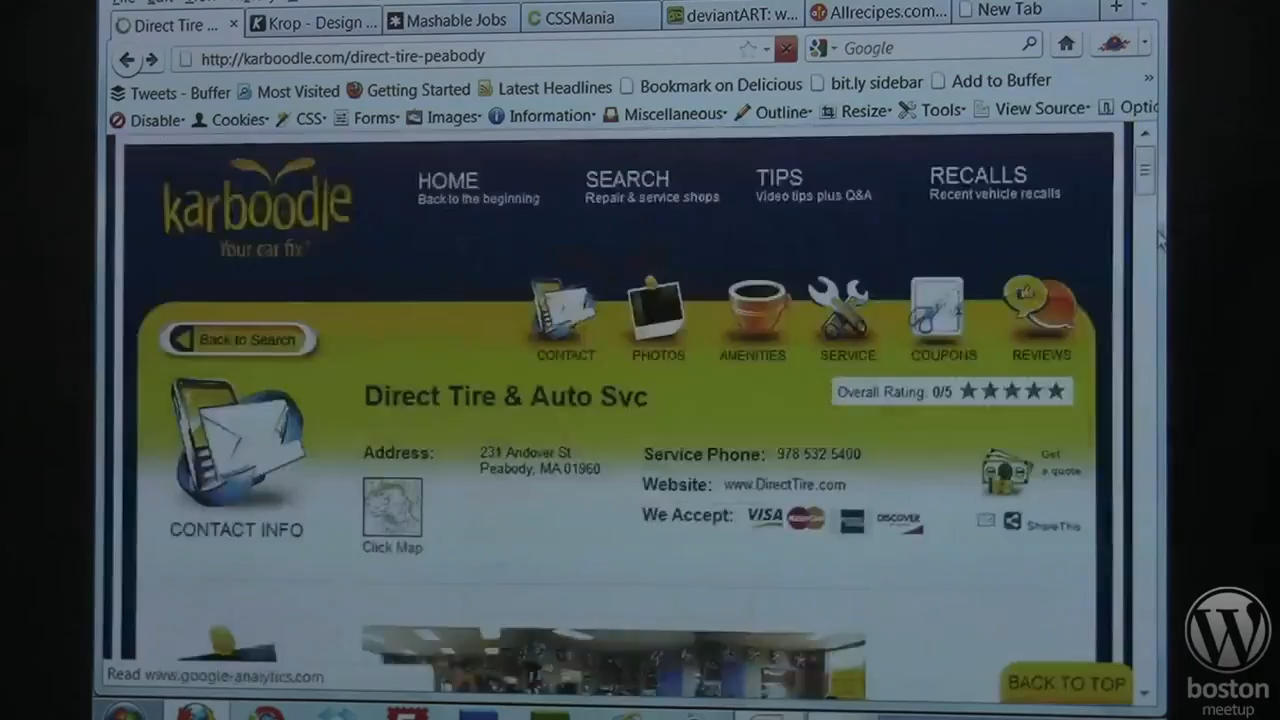 Direct Tire ... ×
Krop - Design ...
Mashable Jobs
CSSMania
deviantART: w...
Allrecipes.com...
New Tab
+
http://karboodle.com/direct-tire-peabody
Google
Tweets - Buffer
Most Visited
Getting Started
Latest Headlines
Bookmark on Delicious
bit.ly sidebar
Add to Buffer
»
Disable
Cookies
CSS
Forms
Images
Information
Miscellaneous
Outline
Resize
Tools
View Source
karboodle
Your car fix
HOME
Back to the beginning
SEARCH
Repair & service shops
TIPS
Video tips plus Q&A
RECALLS
Recent vehicle recalls
Back to Search
CONTACT
PHOTOS
AMENITIES
SERVICE
COUPONS
REVIEWS
Direct Tire & Auto Svc
Overall Rating: 0/5
Address:
231 Andover St
Peabody, MA 01960
Service Phone: 978 532 5400
Website: www.DirectTire.com
We Accept: VISA
DISCOVER
Get
a quote
ShareThis
CONTACT INFO
Click Map
Read www.google-analytics.com
BACK TO TOP
boston
meetup